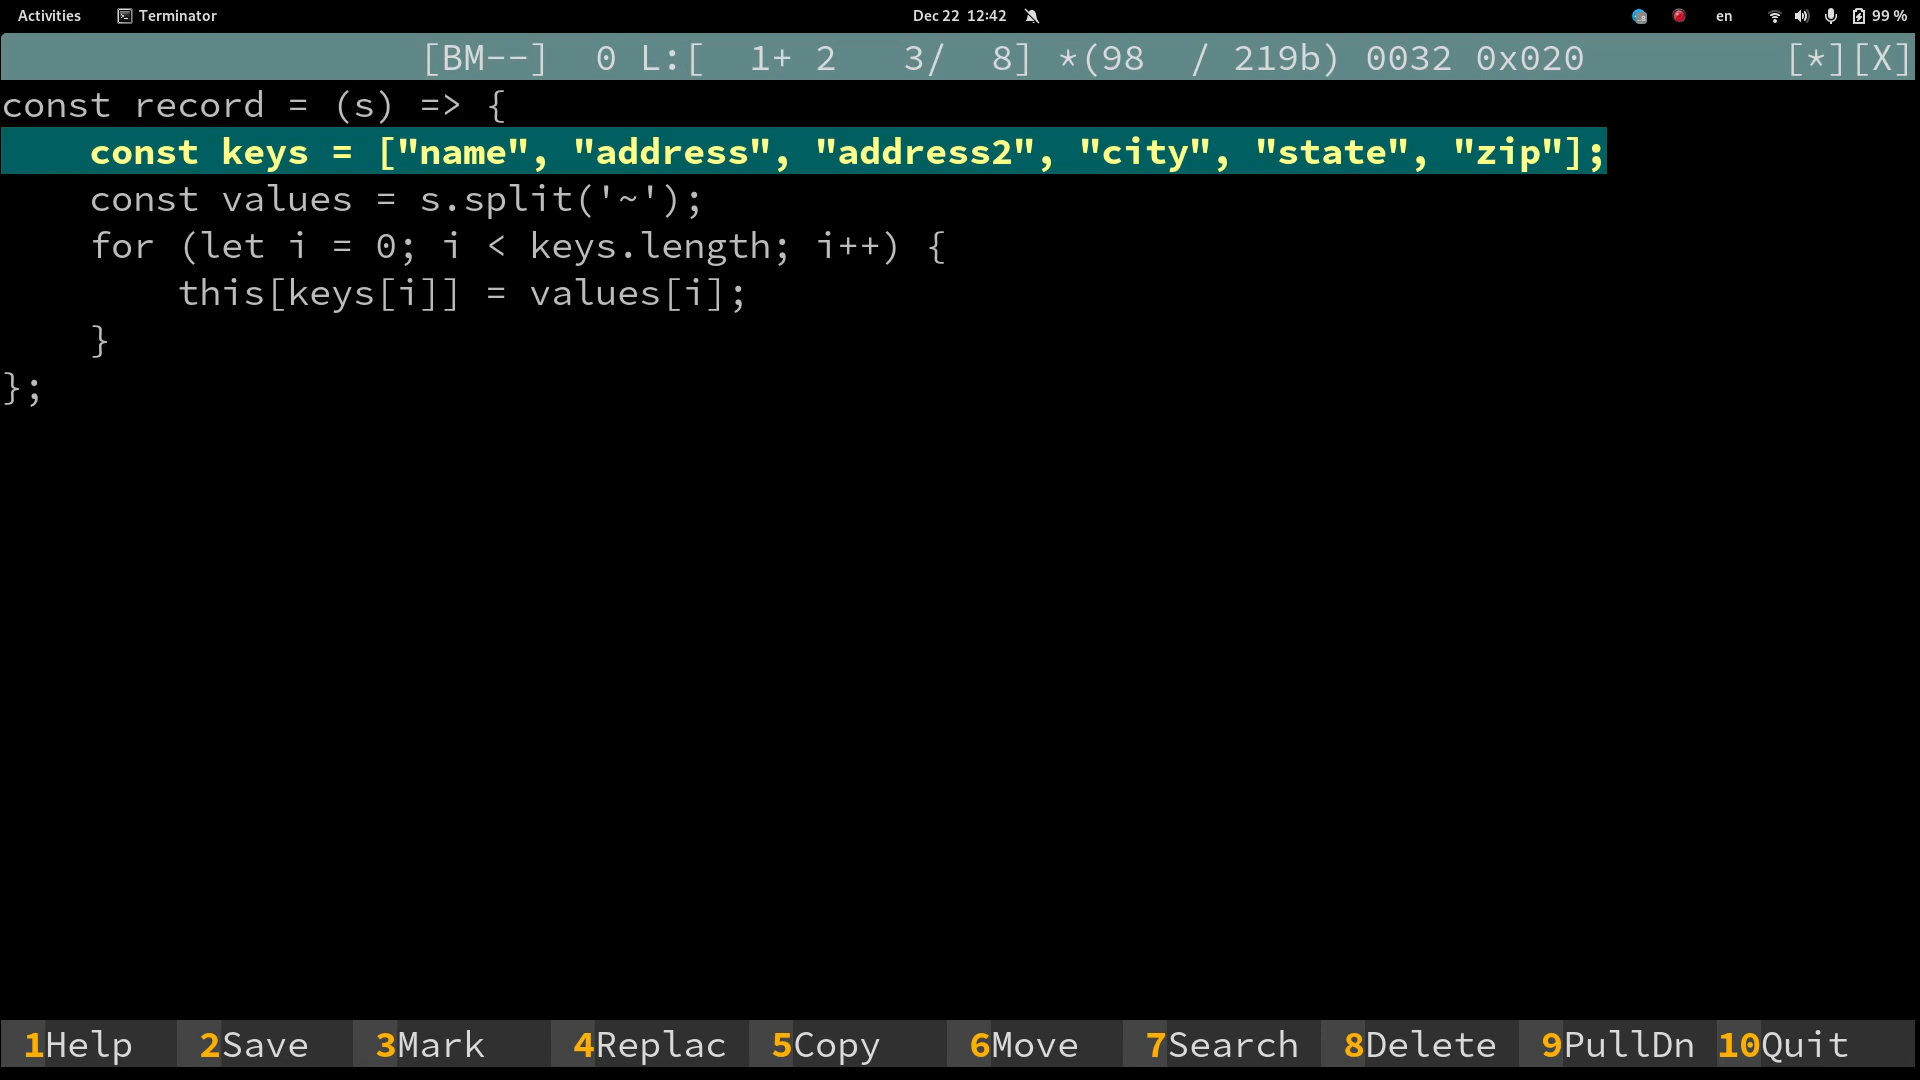 Activities Terminator Dec 22 12:42 en 99 %
[BM--] 0 L:[ 1+ 2 3/ 8] *(98 / 219b) 0032 0x020 [*][X]
const record = (s) => {
    const keys = ["name", "address", "address2", "city", "state", "zip"];
    const values = s.split('~');
    for (let i = 0; i < keys.length; i++) {
        this[keys[i]] = values[i];
    }
};
1Help 2Save 3Mark 4Replac 5Copy 6Move 7Search 8Delete 9PullDn 10Quit